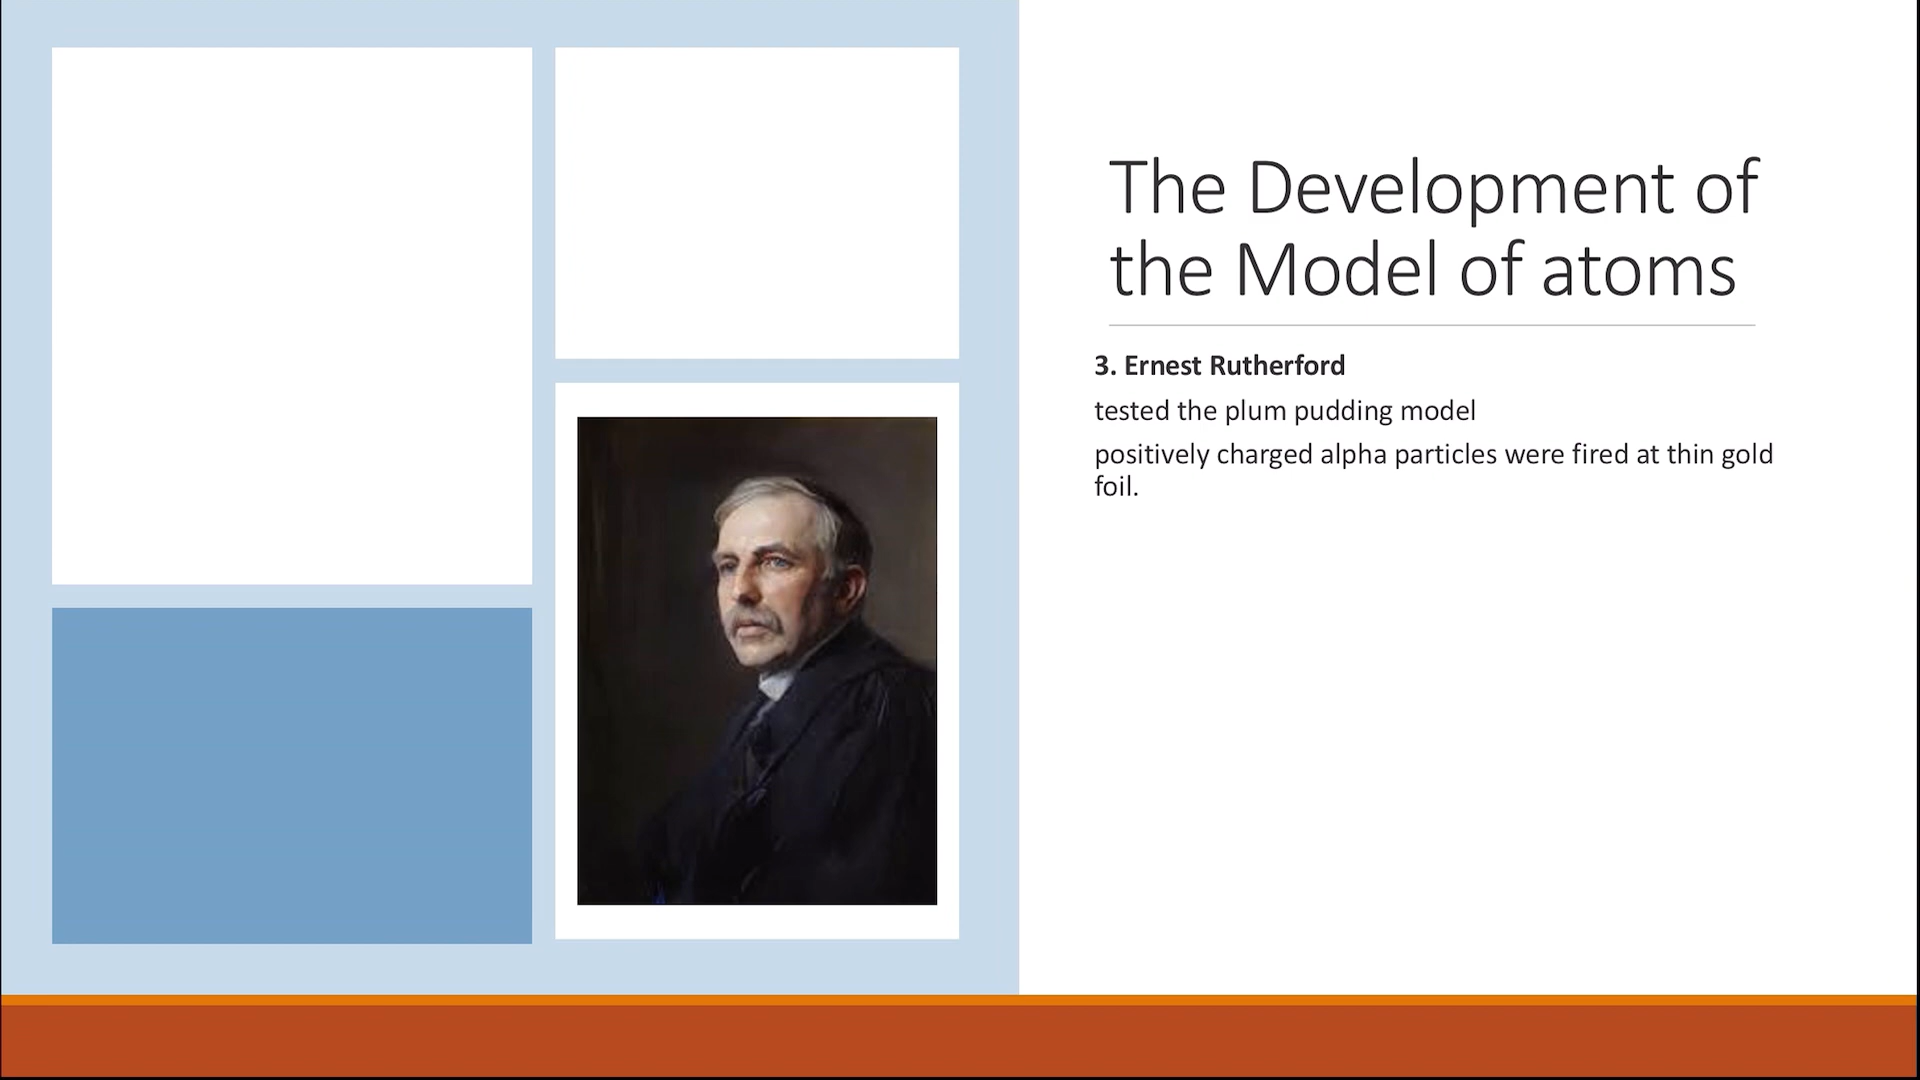 The Development of
the Model of atoms
3. Ernest Rutherford
tested the plum pudding model
positively charged alpha particles were fired at thin gold
foil.